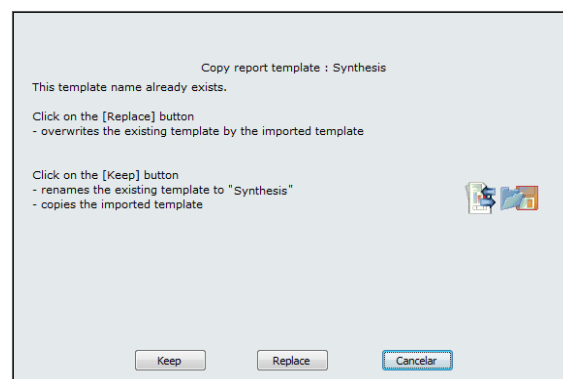 Copy report template : Synthesis
This template name already exists.
Click on the [Replace] button
- overwrites the existing template by the imported template
Click on the [Keep] button
- renames the existing template to "Synthesis"
- copies the imported template
Keep Replace Cancelar